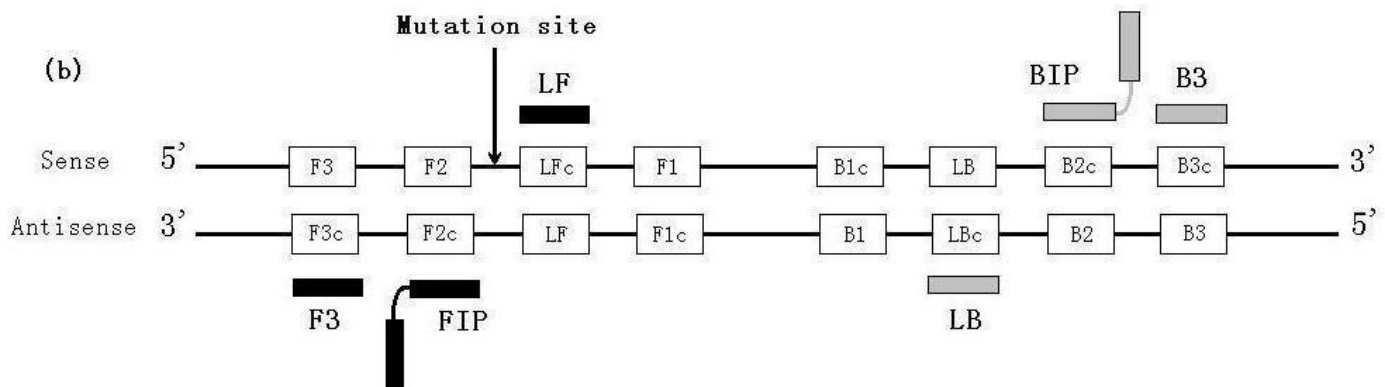 Mutation site
(b)
LF
BIP
B3
Sense 5' F3 F2 LFc F1 B1c LB B2c B3c 3'
Antisense 3' F3c F2c LF F1c B1 LBc B2 B3 5'
F3
FIP
LB